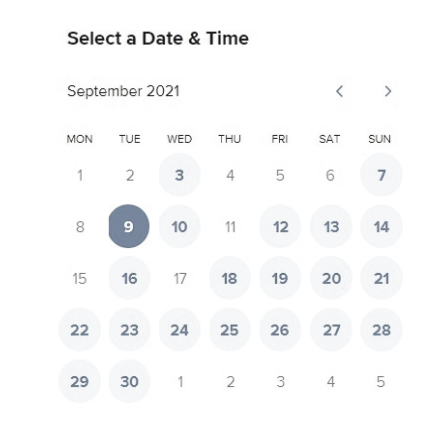 Select a Date & Time
September 2021
MON TUE WED THU FRI SAT SUN
1 2 3 4 5 6 7
8 9 10 11 12 13 14
15 16 17 18 19 20 21
22 23 24 25 26 27 28
29 30 1 2 3 4 5